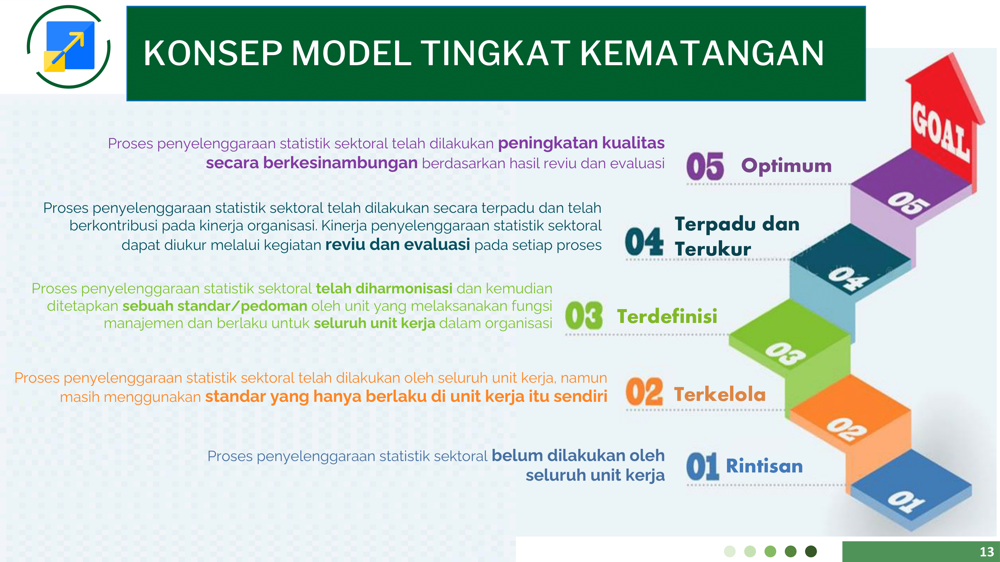 KONSEP MODEL TINGKAT KEMATANGAN
GOAL
Proses penyelenggaraan statistik sektoral telah dilakukan peningkatan kualitas
secara berkesinambungan berdasarkan hasil reviu dan evaluasi
05 Optimum
05
Proses penyelenggaraan statistik sektoral telah dilakukan secara terpadu dan telah
berkontribusi pada kinerja organisasi. Kinerja penyelenggaraan statistik sektoral
dapat diukur melalui kegiatan reviu dan evaluasi pada setiap proses
04
Terpadu dan
Terukur
04
Proses penyelenggaraan statistik sektoral telah diharmonisasi dan kemudian
ditetapkan sebuah standar/pedoman oleh unit yang melaksanakan fungsi
manajemen dan berlaku untuk seluruh unit kerja dalam organisasi
03 Terdefinisi
03
Proses penyelenggaraan statistik sektoral telah dilakukan oleh seluruh unit kerja, namun
masih menggunakan standar yang hanya berlaku di unit kerja itu sendiri
02 Terkelola
02
Proses penyelenggaraan statistik sektoral belum dilakukan oleh
seluruh unit kerja
01 Rintisan
01
13